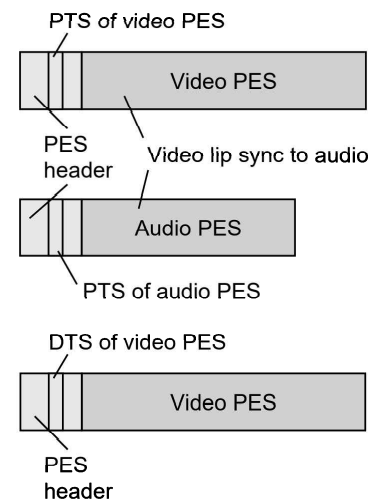 PTS of video PES
Video PES
PES
header
Video lip sync to audio
Audio PES
PTS of audio PES
DTS of video PES
Video PES
PES
header